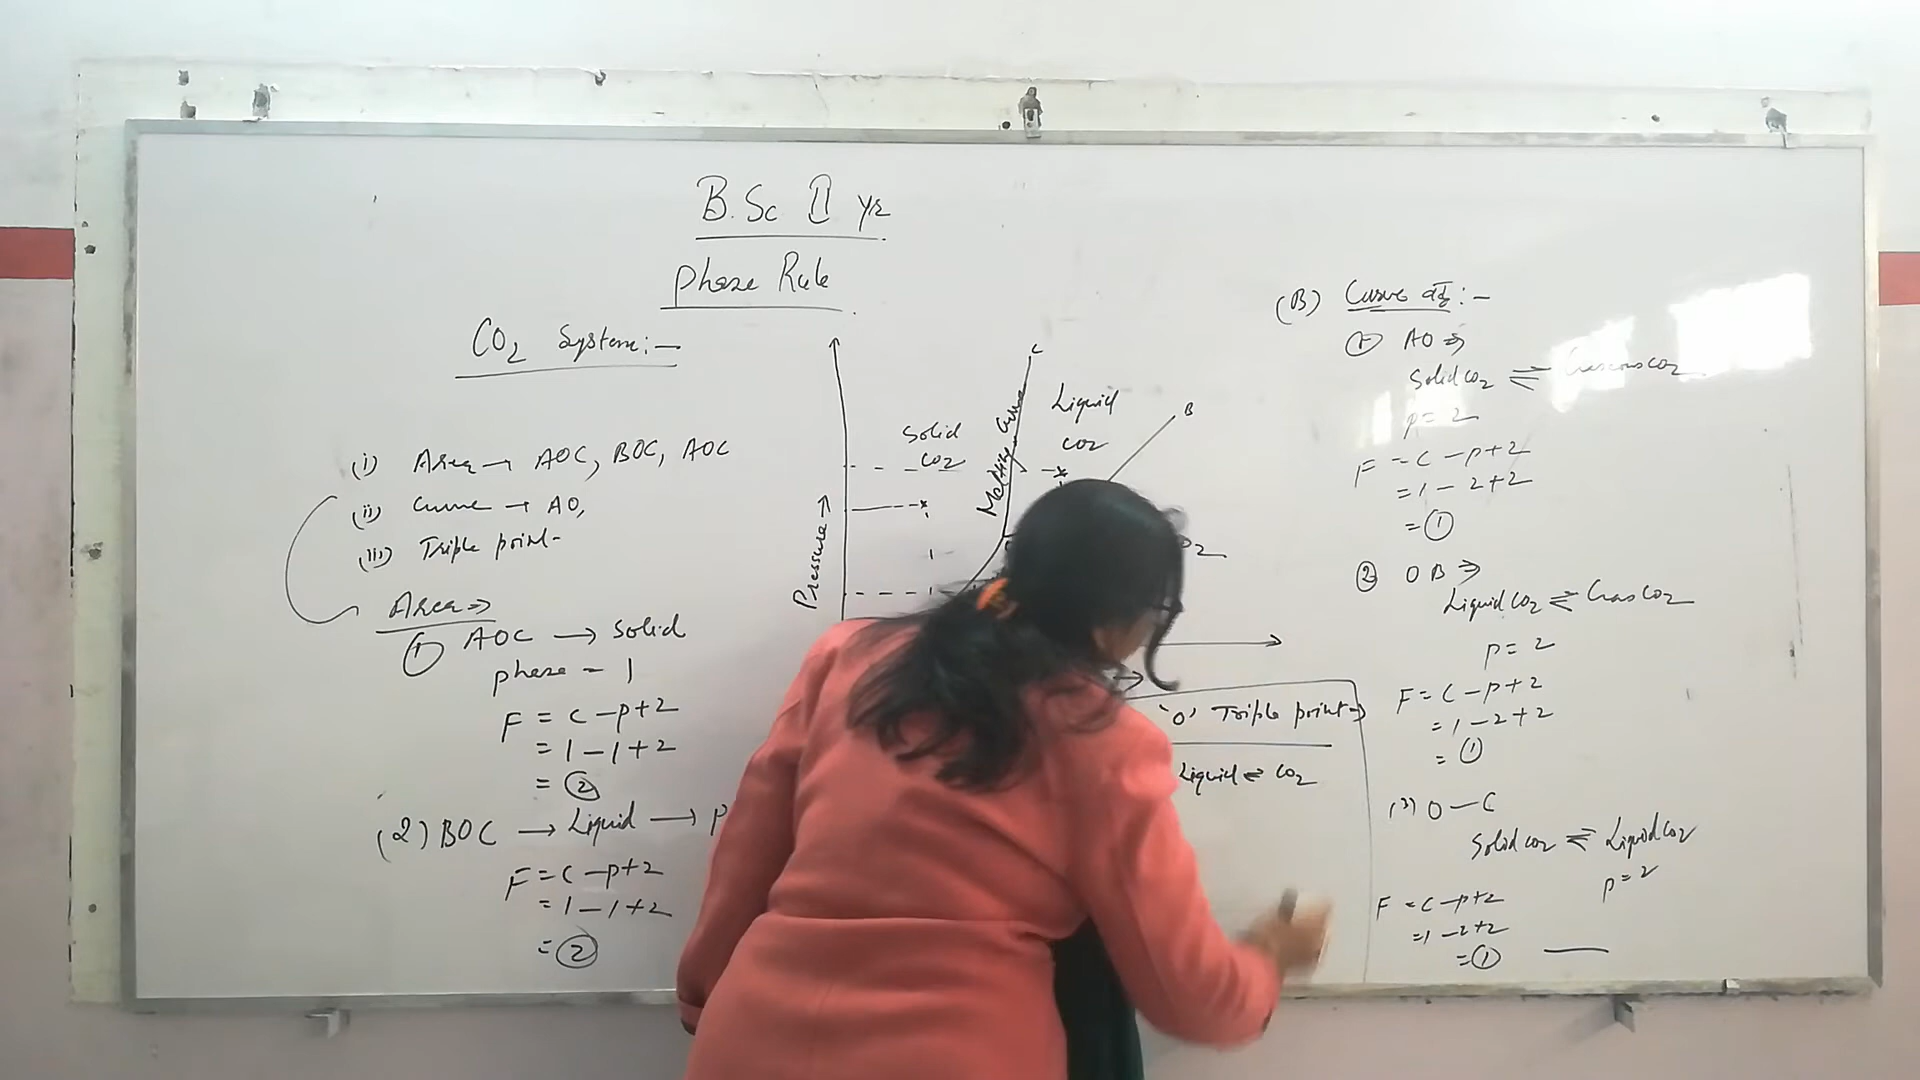 B.Sc II yr
Phase Rule
CO2 System:-
(i) Area → AOC, BOC, AOC
(ii) Curve → AO,
(iii) Triple point-
Area ⇒
① AOC → Solid
phase = 1
F = C - P + 2
= 1 - 1 + 2
= ②
(2) BOC → Liquid → P
F = C - P + 2
= 1 - 1 + 2
= ②
C
B
Solid
CO2
Melting Curve
Liquid
CO2
Pressure →
'O' Triple point →
Liquid ⇌ CO2
(B) Curve :-
① AO ⇒
Solid CO2 ⇌ Gaseous CO2
P = 2
F = C - P + 2
= 1 - 2 + 2
= ①
② OB ⇒
Liquid CO2 ⇌ Gas CO2
P = 2
F = C - P + 2
= 1 - 2 + 2
= ①
(3) O - C
Solid CO2 ⇌ Liquid CO2
P = 2
F = C - P + 2
= 1 - 2 + 2
= ①